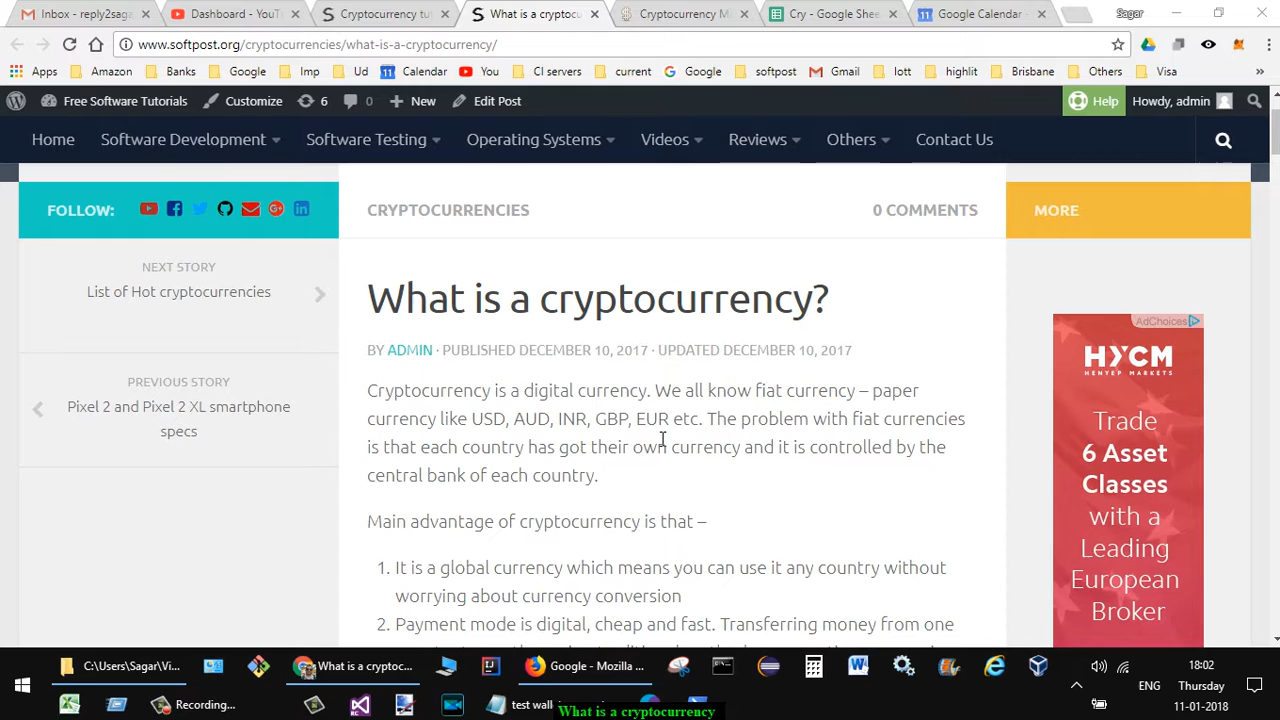 Inbox - reply2sag
Dashboard - YouT
Cryptocurrency tut
What is a cryptocu
Cryptocurrency M
Cry - Google Shee
Google Calendar -
Sagar
www.softpost.org/cryptocurrencies/what-is-a-cryptocurrency/
Apps Amazon Banks Google Imp Ud Calendar You CI servers current Google softpost Gmail lott highlit Brisbane Others Visa »
Free Software Tutorials Customize 6 0 New Edit Post Help Howdy, admin
Home Software Development Software Testing Operating Systems Videos Reviews Others Contact Us
FOLLOW:
NEXT STORY
List of Hot cryptocurrencies
PREVIOUS STORY
Pixel 2 and Pixel 2 XL smartphone
specs
CRYPTOCURRENCIES 0 COMMENTS
What is a cryptocurrency?
BY ADMIN · PUBLISHED DECEMBER 10, 2017 · UPDATED DECEMBER 10, 2017
Cryptocurrency is a digital currency. We all know fiat currency – paper
currency like USD, AUD, INR, GBP, EUR etc. The problem with fiat currencies
is that each country has got their own currency and it is controlled by the
central bank of each country.
Main advantage of cryptocurrency is that –
1. It is a global currency which means you can use it any country without
worrying about currency conversion
2. Payment mode is digital, cheap and fast. Transferring money from one
MORE
AdChoices
HYCM
HENYEP MARKETS
Trade
6 Asset
Classes
with a
Leading
European
Broker
C:\Users\Sagar\Vi...
What is a cryptoc...
Google - Mozilla ...
18:02
ENG
Thursday
11-01-2018
Recording...
test wall
What is a cryptocurrency